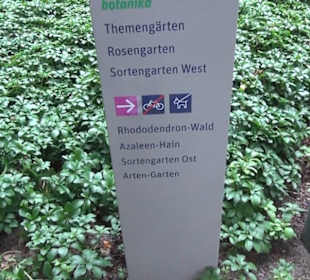 botanika
Themengärten
Rosengarten
Sortengarten West
Rhododendron-Wald
Azaleen-Hain
Sortengarten Ost
Arten-Garten